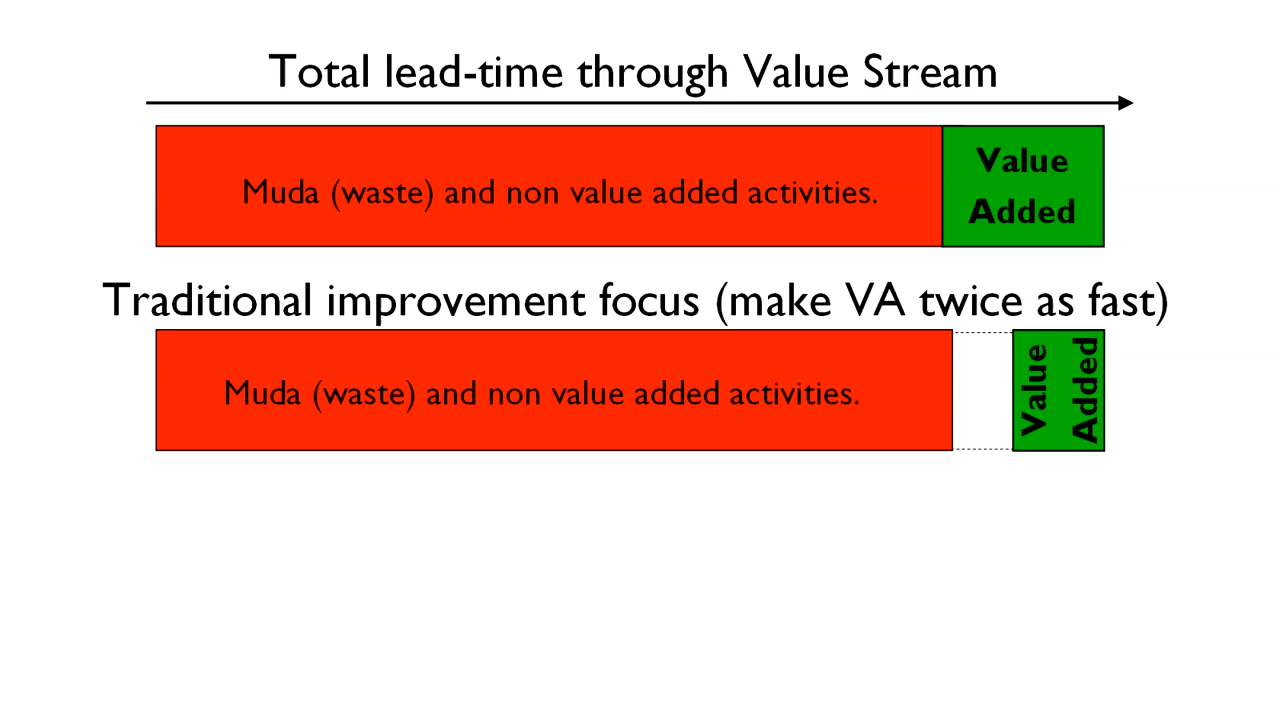 Total lead-time through Value Stream
Muda (waste) and non value added activities.
Value
Added
Traditional improvement focus (make VA twice as fast)
Muda (waste) and non value added activities.
Value
Added